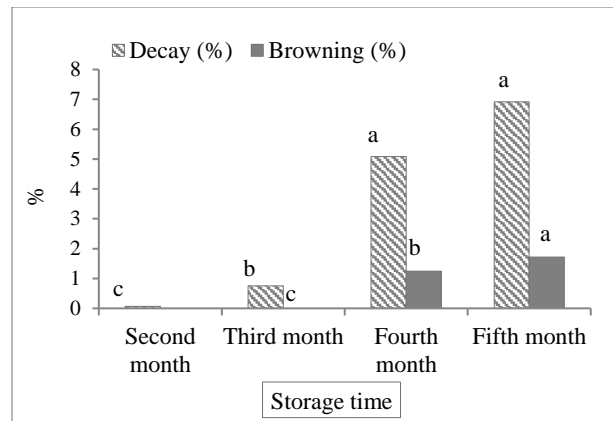 Decay (%) Browning (%)
8
7
6
5
4
3
2
1
0
%
c
b
c
a
b
a
a
Second
month
Third month
Fourth
month
Fifth month
Storage time